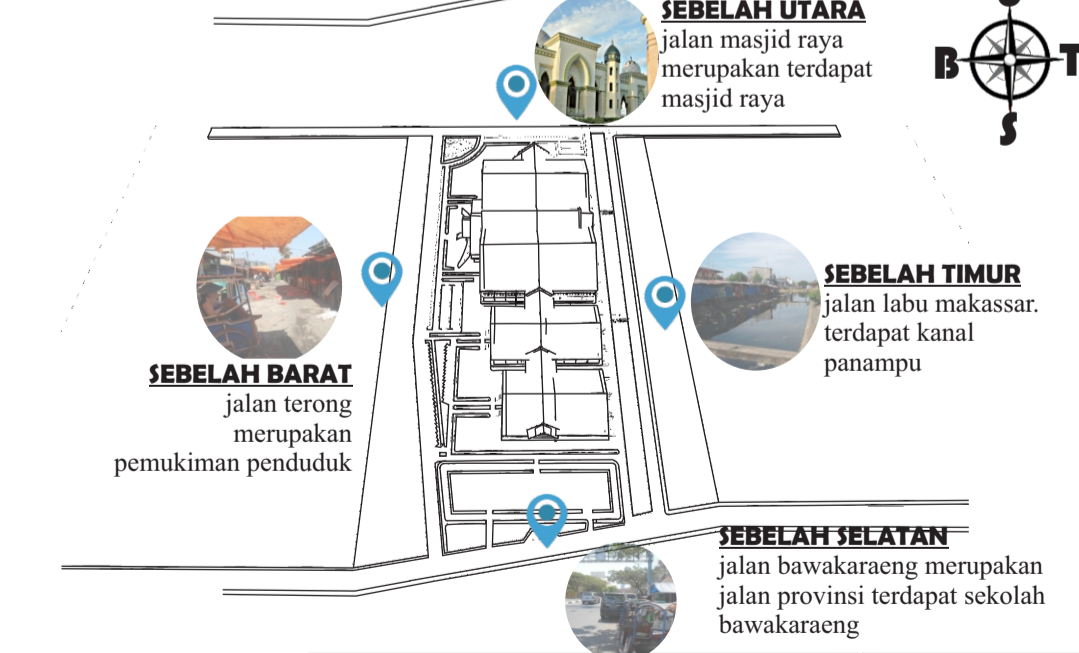 SEBELAH UTARA
jalan masjid raya
merupakan terdapat
masjid raya
B
T
S
SEBELAH TIMUR
jalan labu makassar.
terdapat kanal
panampu
SEBELAH BARAT
jalan terong
merupakan
pemukiman penduduk
SEBELAH SELATAN
jalan bawakaraeng merupakan
jalan provinsi terdapat sekolah
bawakaraeng